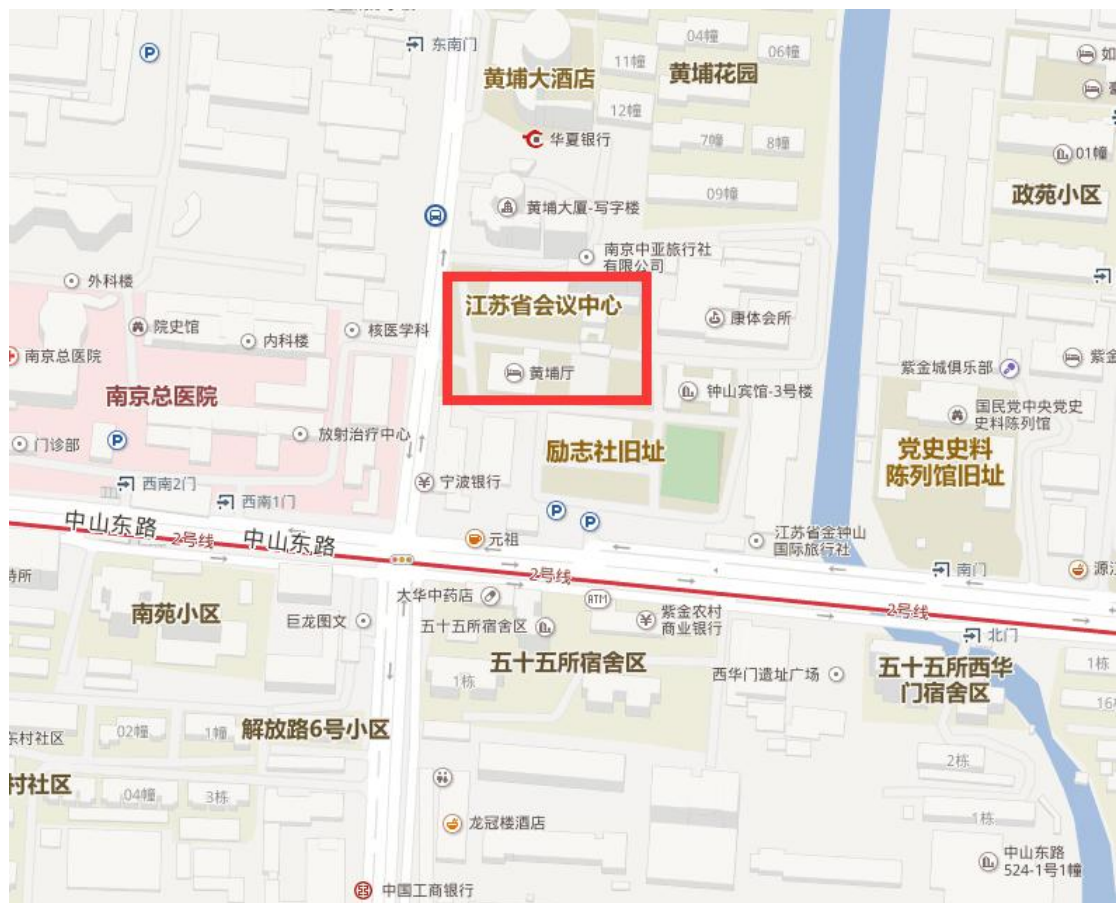 东南门
黄埔大酒店
11幢
04幢
06幢
黄埔花园
12幢
华夏银行
7幢
8幢
01幢
政苑小区
09幢
黄埔大厦-写字楼
南京中亚旅行社
有限公司
外科楼
江苏省会议中心
院史馆
内科楼
核医学科
康体会所
南京总医院
南京总医院
黄埔厅
钟山宾馆-3号楼
紫金城俱乐部
国民党中央党史
史料陈列馆
门诊部
放射治疗中心
励志社旧址
党史史料
陈列馆旧址
西南2门
西南1门
宁波银行
中山东路
2号线
中山东路
元祖
江苏省金钟山
国际旅行社
南门
2号线
大华中药店
ATM
2号线
南苑小区
巨龙图文
五十五所宿舍区
紫金农村
商业银行
北门
五十五所宿舍区
1栋
西华门遗址广场
五十五所西华
门宿舍区
1栋
02幢
1幢
解放路6号小区
东村社区
村社区
04幢
3栋
2栋
1栋
龙冠楼酒店
中山东路
524-1号1幢
中国工商银行